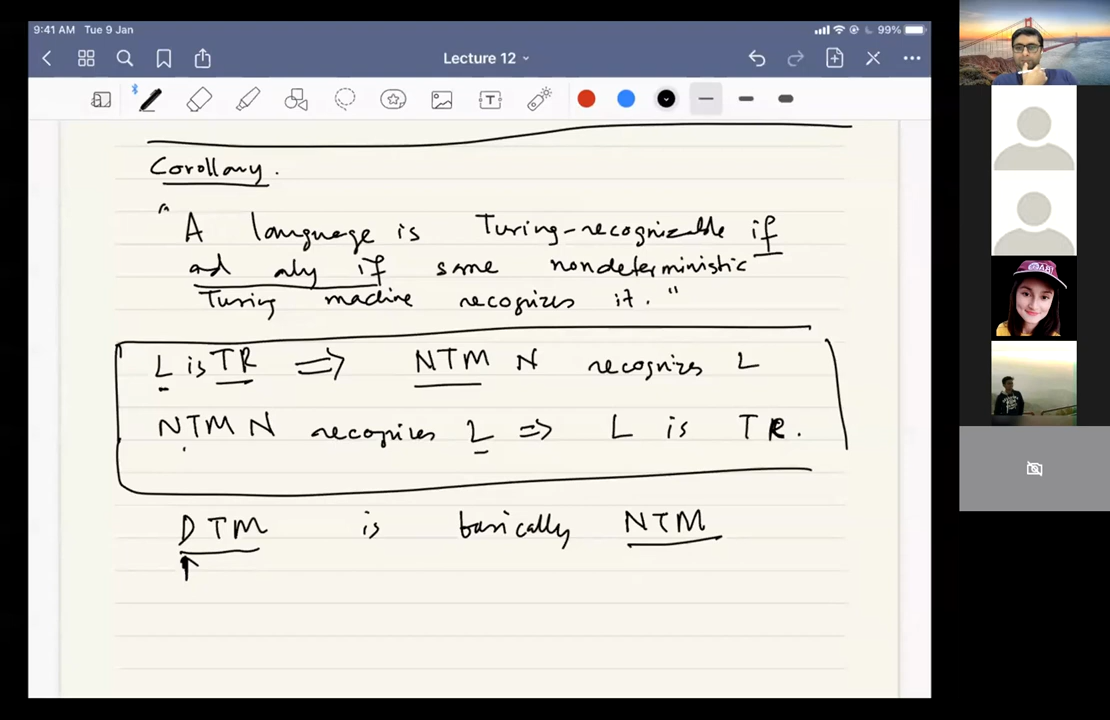 9:41 AM Tue 9 Jan
99%
Lecture 12
Corollary.
"A language is Turing-recognizable if
and only if some nondeterministic
Turing machine recognizes it."
L is TR ⇒ NTM N recognizes L
NTM N recognizes L ⇒ L is TR.
DTM is basically NTM